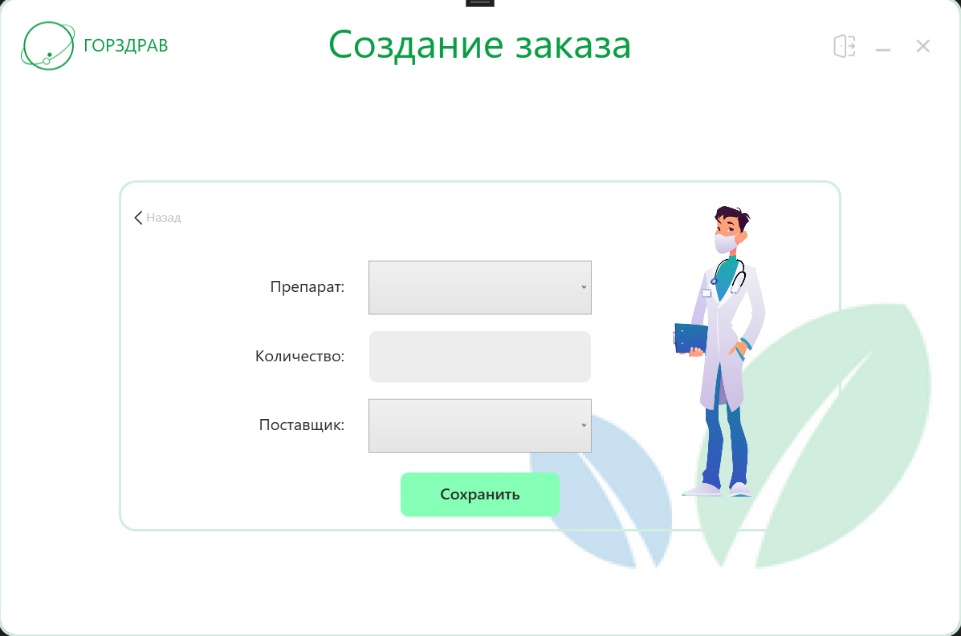 ГОРЗДРАВ
Создание заказа
Назад
Препарат:
Количество:
Поставщик:
Сохранить